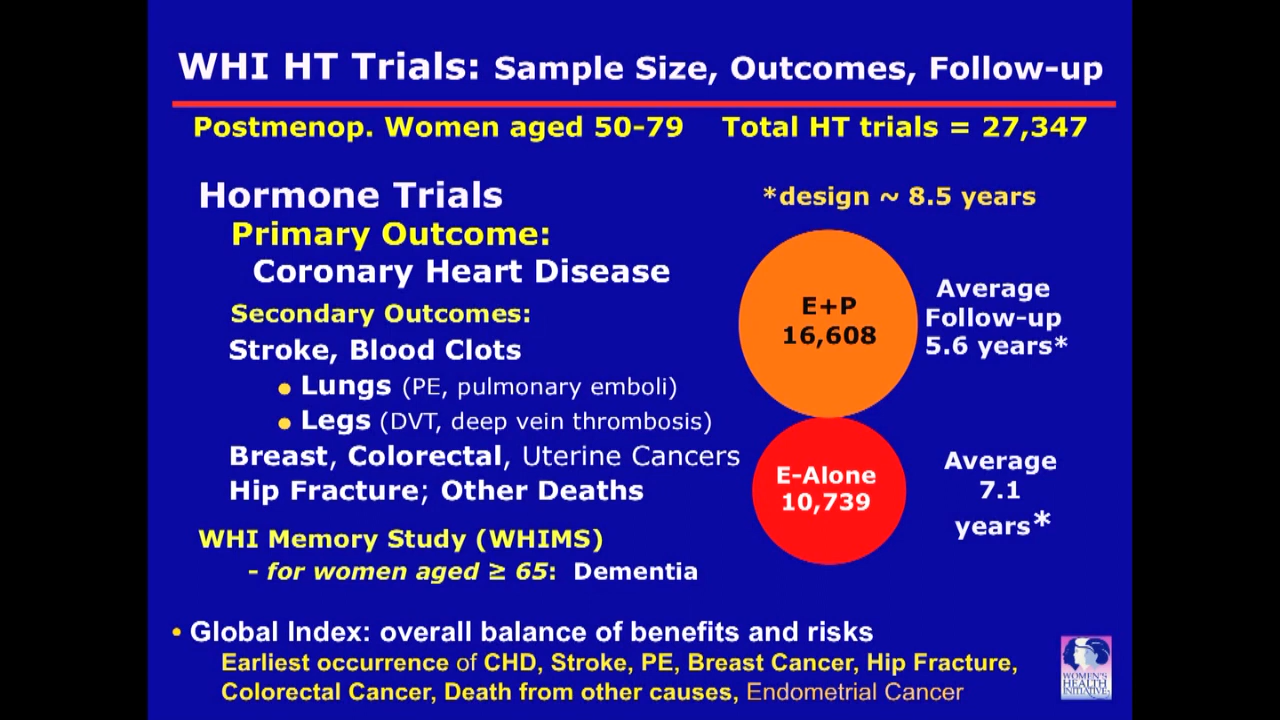 WHI HT Trials: Sample Size, Outcomes, Follow-up
Postmenop. Women aged 50-79 Total HT trials = 27,347
Hormone Trials
*design ~ 8.5 years
Primary Outcome:
Coronary Heart Disease
Secondary Outcomes:
Stroke, Blood Clots
• Lungs (PE, pulmonary emboli)
• Legs (DVT, deep vein thrombosis)
Breast, Colorectal, Uterine Cancers
Hip Fracture; Other Deaths
E+P
16,608
Average
Follow-up
5.6 years*
E-Alone
10,739
Average
7.1
years*
WHI Memory Study (WHIMS)
- for women aged ≥ 65: Dementia
• Global Index: overall balance of benefits and risks
Earliest occurrence of CHD, Stroke, PE, Breast Cancer, Hip Fracture,
Colorectal Cancer, Death from other causes, Endometrial Cancer
WOMEN'S
HEALTH
INITIATIVE